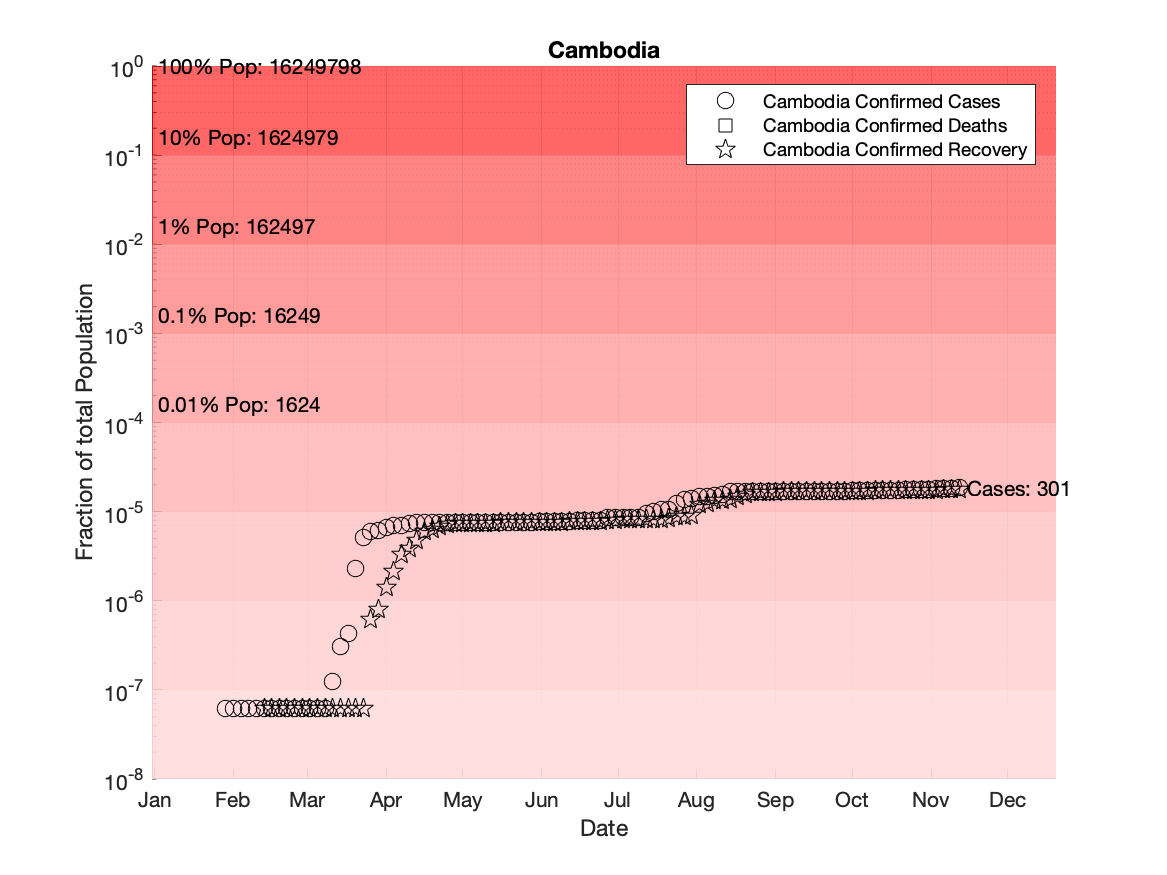 Cambodia
10^0
100% Pop: 16249798
Cambodia Confirmed Cases
Cambodia Confirmed Deaths
Cambodia Confirmed Recovery
10% Pop: 1624979
10^-1
1% Pop: 162497
10^-2
0.1% Pop: 16249
10^-3
0.01% Pop: 1624
10^-4
Cases: 301
10^-5
10^-6
10^-7
10^-8
Fraction of total Population
Jan Feb Mar Apr May Jun Jul Aug Sep Oct Nov Dec
Date